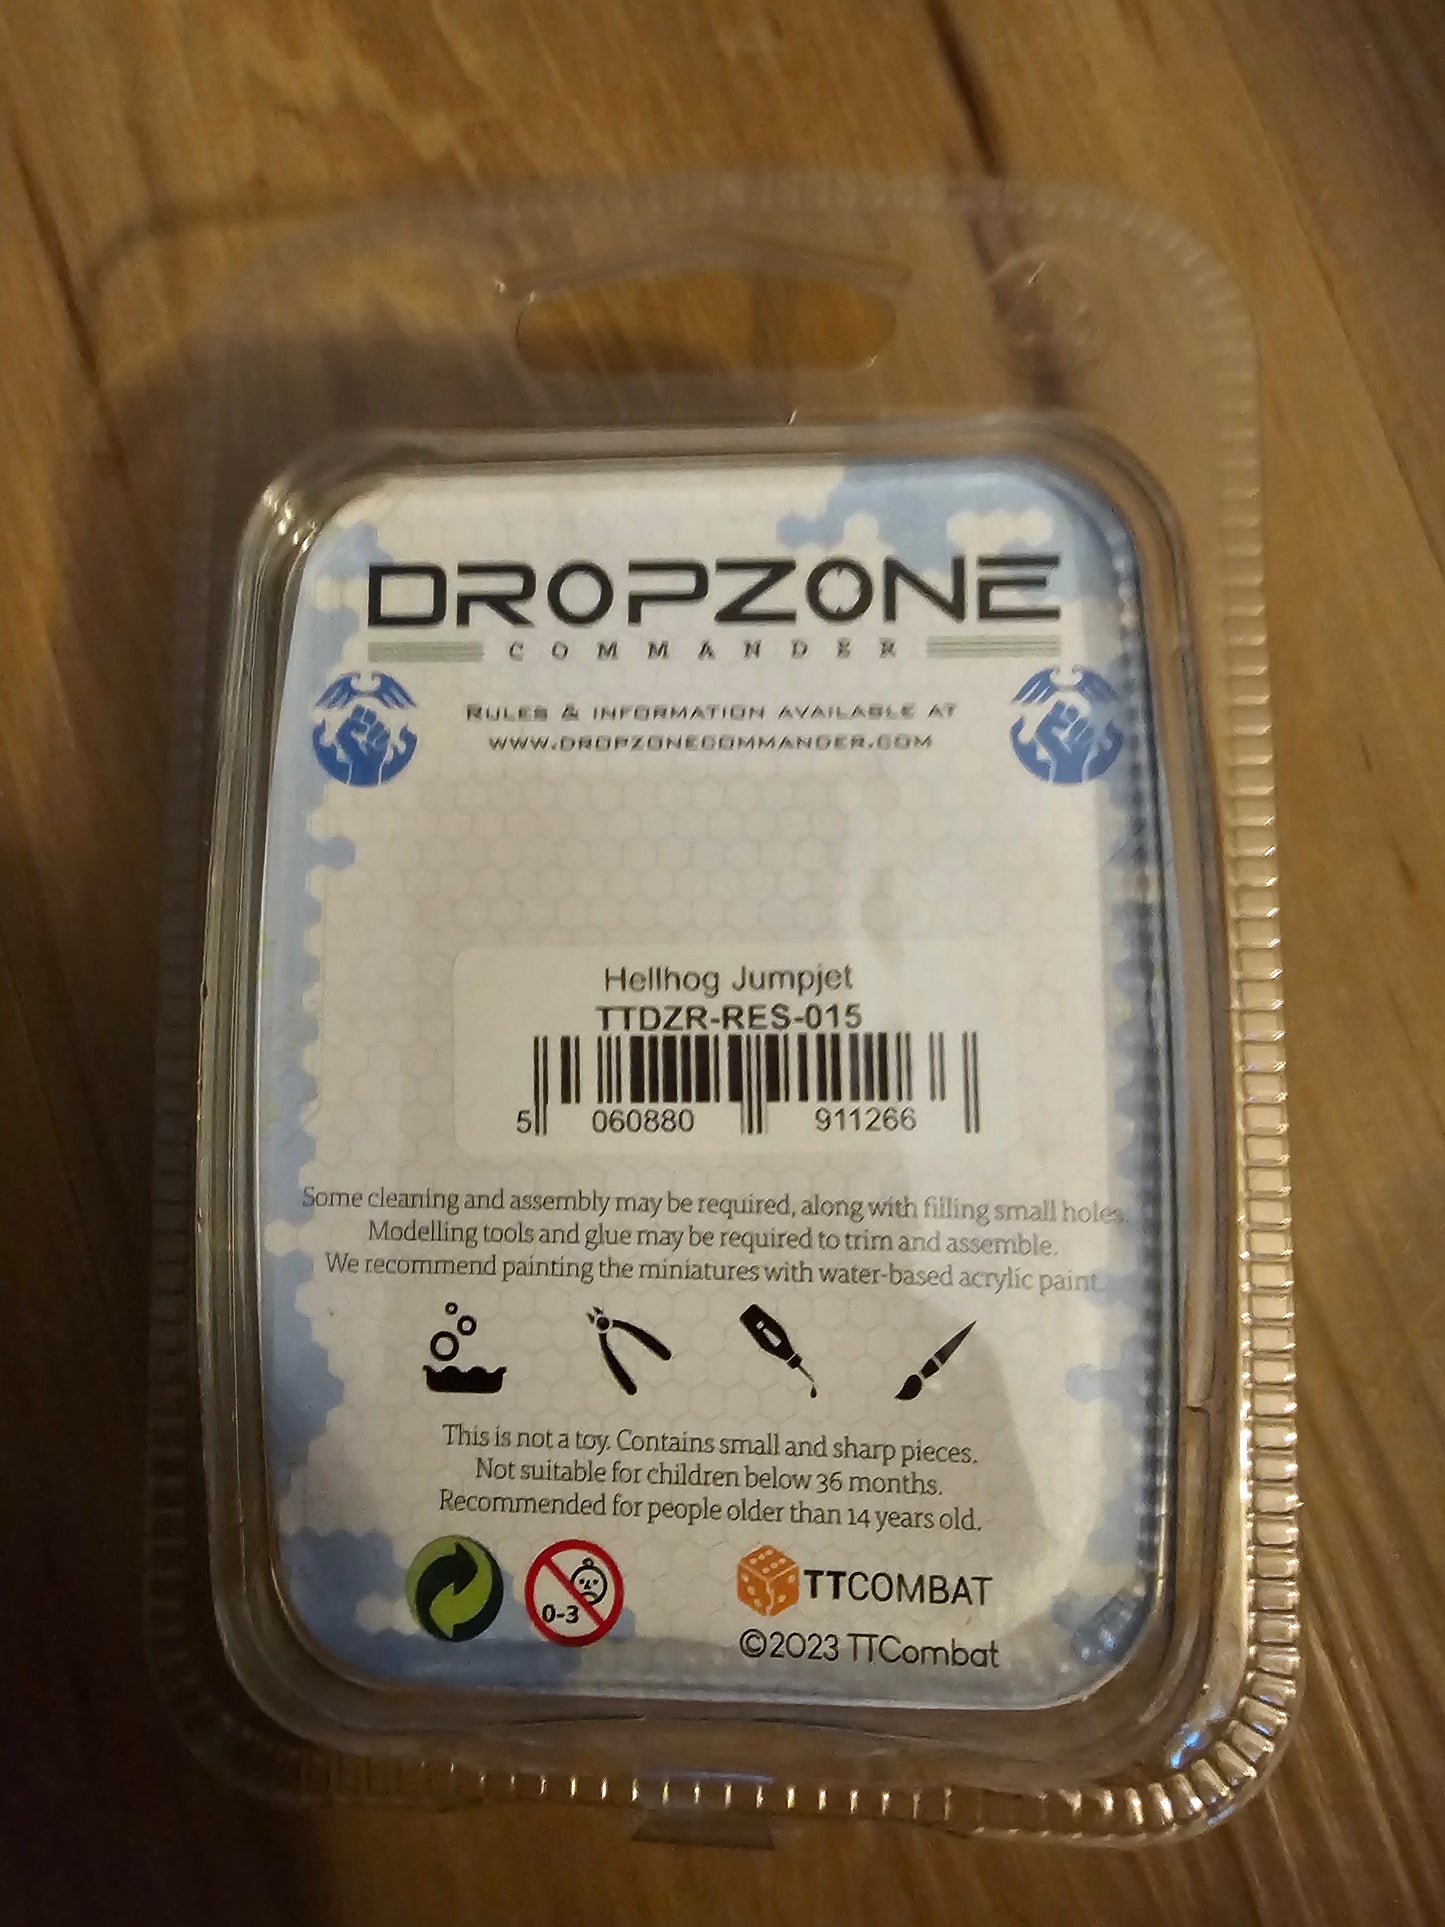 DROPZONE
COMMANDER
RULES & INFORMATION AVAILABLE AT
WWW.DROPZONECOMMANDER.COM
Hellhog Jumpjet
TTDZR-RES-015
5 060880 911266
Some cleaning and assembly may be required, along with filling small holes.
Modelling tools and glue may be required to trim and assemble.
We recommend painting the miniatures with water-based acrylic paint.
This is not a toy. Contains small and sharp pieces.
Not suitable for children below 36 months.
Recommended for people older than 14 years old.
0-3
TTCOMBAT
©2023 TTCombat